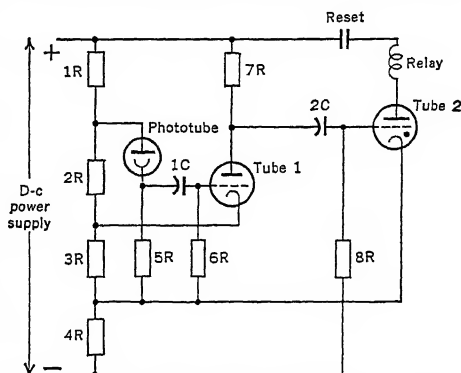 Reset
+
1R
7R
Relay
Phototube
2C
Tube 2
1C
Tube 1
D-c
power
supply
2R
3R
5R
6R
8R
4R
−